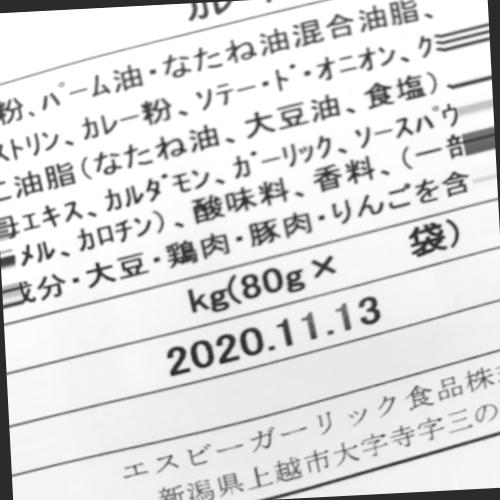 カレー
粉、パーム油・なたね油混合油脂、
ストリン、カレー粉、ソテー・ド・オニオン、ク
油脂(なたね油、大豆油、食塩)
母エキス、カルダモン、ガーリック、ソースパウ
メル、カロチン)、酸味料、香料、(一部
成分・大豆・鶏肉・豚肉・りんごを含
kg(80g× 袋)
2020.11.13
エスビーガーリック食品株
新潟県上越市大字寺字三の